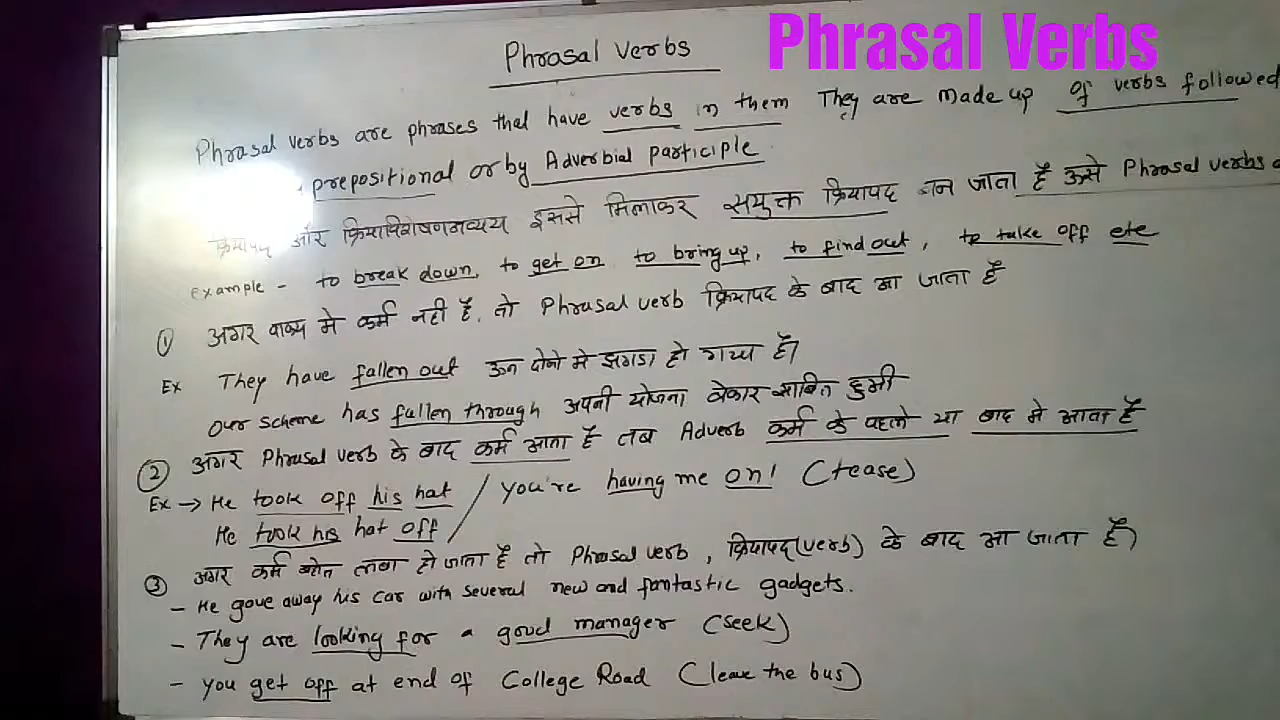 Phrasal Verbs
Phrasal verbs
Phrasal verbs are phrases that have verbs in them They are made up of verbs followed
prepositional or by Adverbial participle
क्रियापद और क्रियाविशेषणअव्यय इससे मिलाकर सयुक्त क्रियापद बन जाता है उसे Phrasal verbs
Example - to break down, to get on to bring up, to find out, to take off etc
① अगर वाक्य मे कर्म नही है. तो Phrasal verb क्रियापद के बाद आ जाता है
Ex They have fallen out उन दोनो मे झगडा हो गया है।
Our scheme has fallen through अपनी योजना बेकार साबित हुभी
② अगर Phrasal verb के बाद कर्म आता है तब Adverb कर्म के पहले या बाद मे आता है
Ex → He took off his hat / You're having me on! (tease)
He took his hat off
③ अगर कर्म बहोत लंबा हो जाता है तो Phrasal verb, क्रियापद(verb) के बाद आ जाता है)
- He gave away his car with several new and fantastic gadgets.
- They are looking for a good manager (seek)
- You get off at end of College Road (leave the bus)